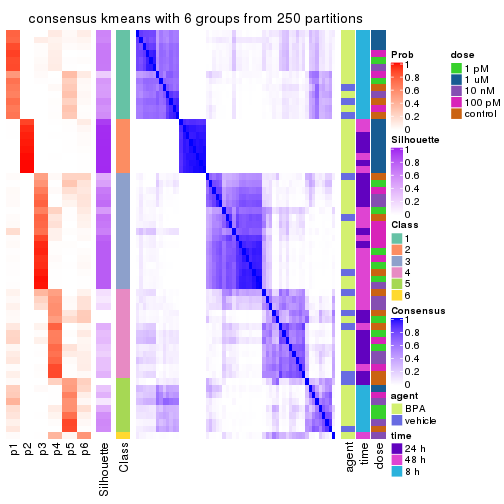 consensus kmeans with 6 groups from 250 partitions
Prob
1
0.8
0.6
0.4
0.2
0
Silhouette
1
0.8
0.6
0.4
0.2
0
Class
1
2
3
4
5
6
Consensus
1
0.8
0.6
0.4
0.2
0
agent
BPA
vehicle
time
24 h
48 h
8 h
dose
1 pM
1 uM
10 nM
100 pM
control
p1
p2
p3
p4
p5
p6
Silhouette
Class
agent
time
dose